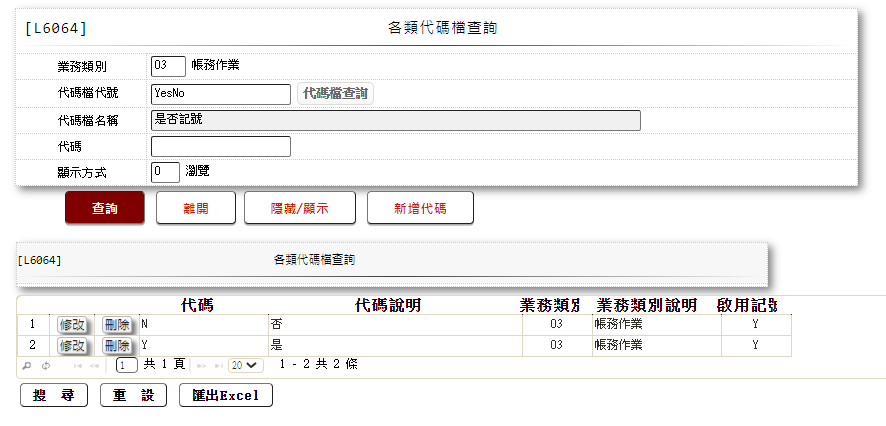 [L6064] 各類代碼檔查詢
業務類別 03 帳務作業
代碼檔代號 YesNo 代碼檔查詢
代碼檔名稱 是否記號
代碼
顯示方式 0 瀏覽
查詢 離開 隱藏/顯示 新增代碼
[L6064] 各類代碼檔查詢
代碼 代碼說明 業務類別 業務類別說明 啟用記號
1 修改 刪除 N 否 03 帳務作業 Y
2 修改 刪除 Y 是 03 帳務作業 Y
1 共 1 頁 20 1 - 2 共 2 條
搜 尋 重 設 匯出Excel